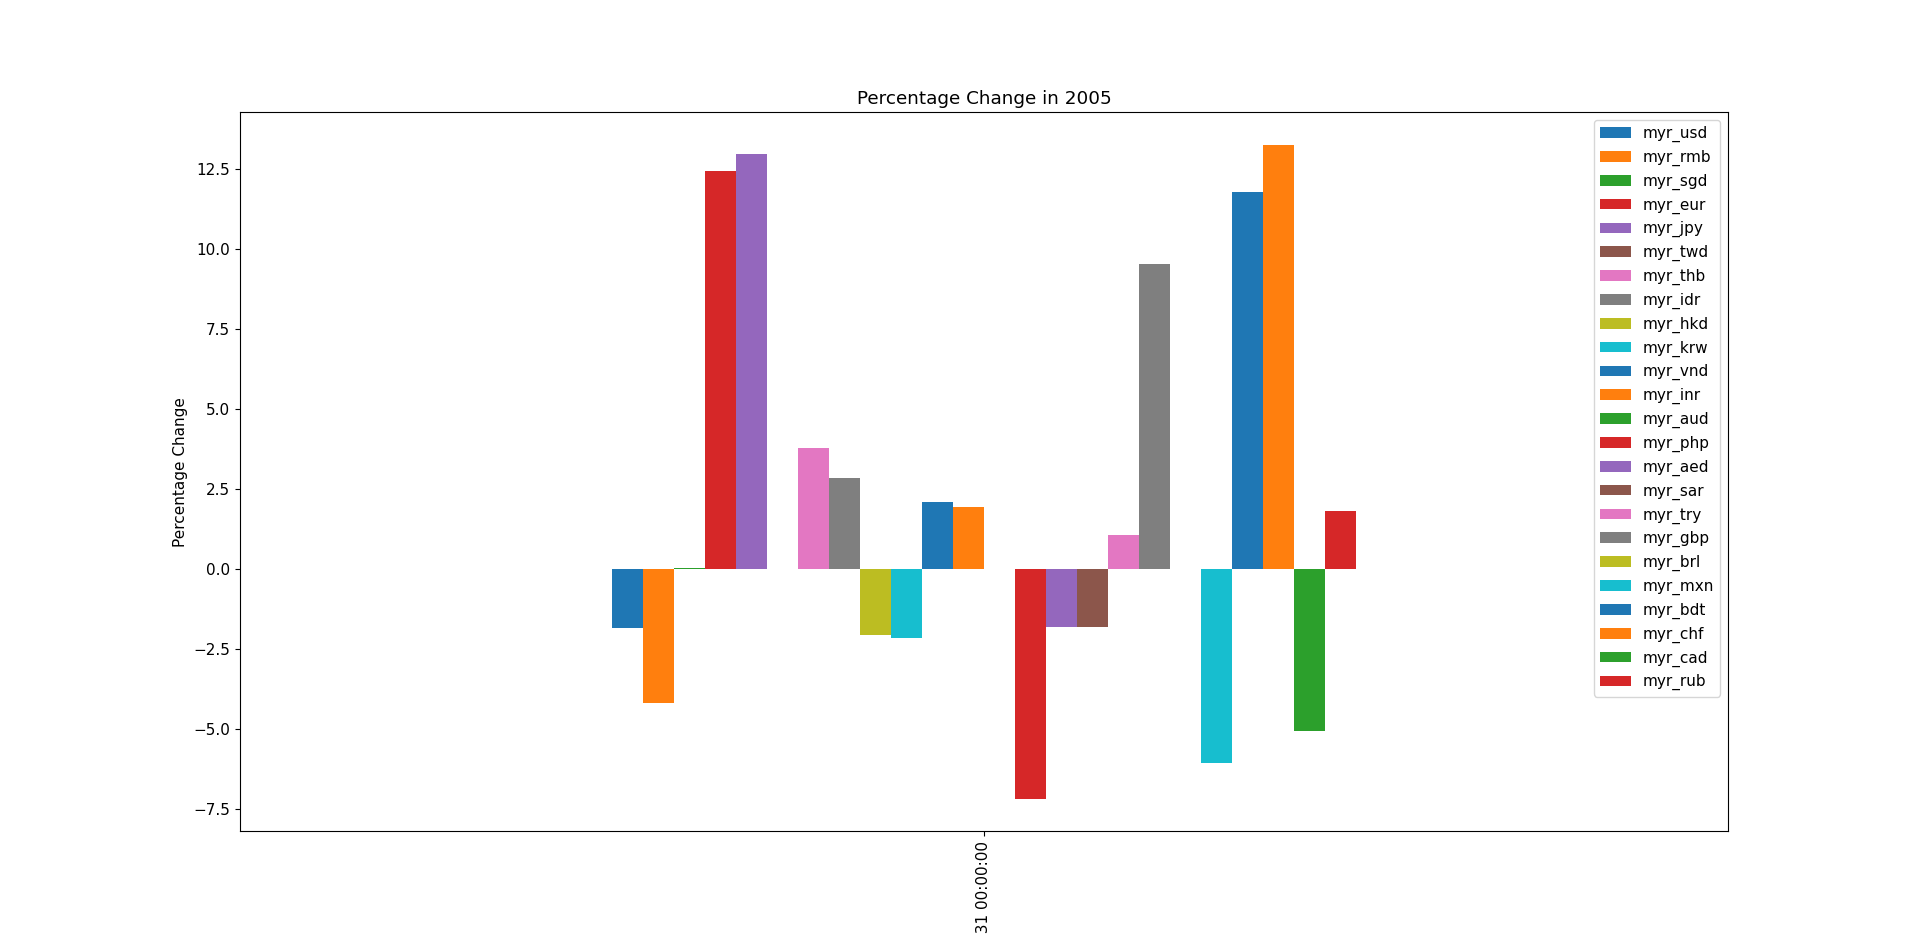 Percentage Change in 2005
Percentage Change
12.5
10.0
7.5
5.0
2.5
0.0
−2.5
−5.0
−7.5
31 00:00:00
myr_usd
myr_rmb
myr_sgd
myr_eur
myr_jpy
myr_twd
myr_thb
myr_idr
myr_hkd
myr_krw
myr_vnd
myr_inr
myr_aud
myr_php
myr_aed
myr_sar
myr_try
myr_gbp
myr_brl
myr_mxn
myr_bdt
myr_chf
myr_cad
myr_rub